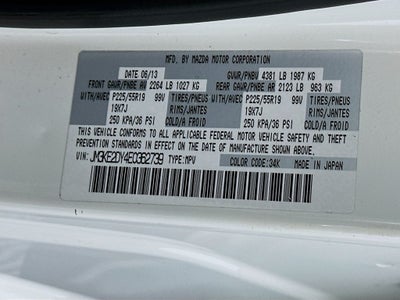 MFD. BY MAZDA MOTOR CORPORATION
DATE 06/13 GVWR/PNBV 4381 LB 1987 KG
FRONT GAWR/PNBE AV 2264 LB 1027 KG REAR GAWR/PNBE AR 2123 LB 963 KG
WITH/AVEC P225/55R19 99V TIRES/PNEUS WITH/AVEC P225/55R19 99V TIRES/PNEUS
19X7J RIMS/JANTES 19X7J RIMS/JANTES
250 KPA/36 PSI COLD/A FROID 250 KPA/36 PSI COLD/A FROID
THIS VEHICLE CONFORMS TO ALL APPLICABLE FEDERAL MOTOR VEHICLE SAFETY AND THEFT
PREVENTION STANDARDS IN EFFECT ON THE DATE OF MANUFACTURE SHOWN ABOVE.
VIN: JM3KE2DY4E0362739 TYPE:MPV COLOR CODE:34K MADE IN JAPAN